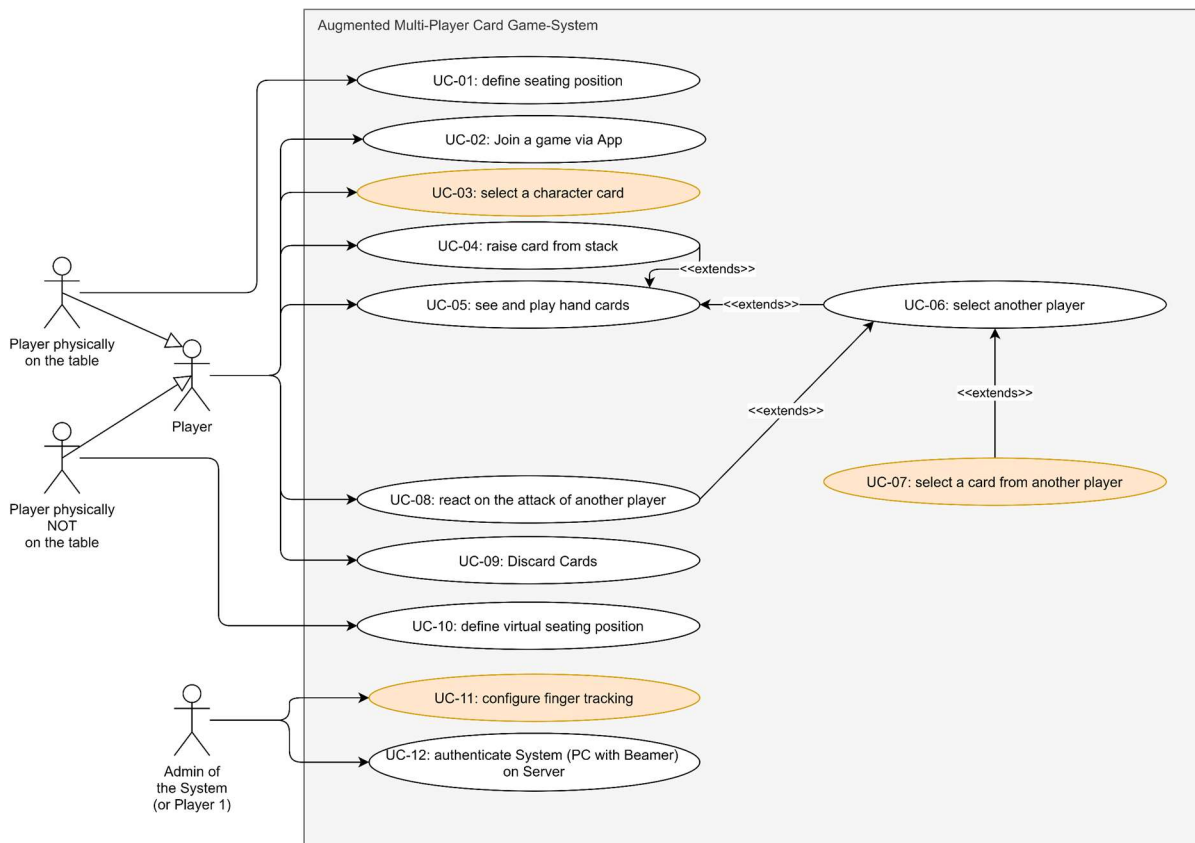 Augmented Multi-Player Card Game-System
UC-01: define seating position
UC-02: Join a game via App
UC-03: select a character card
UC-04: raise card from stack
<<extends>>
UC-05: see and play hand cards
<<extends>>
UC-06: select another player
Player physically
on the table
Player
<<extends>>
<<extends>>
Player physically
NOT
on the table
UC-07: select a card from another player
UC-08: react on the attack of another player
UC-09: Discard Cards
UC-10: define virtual seating position
UC-11: configure finger tracking
UC-12: authenticate System (PC with Beamer)
on Server
Admin of
the System
(or Player 1)